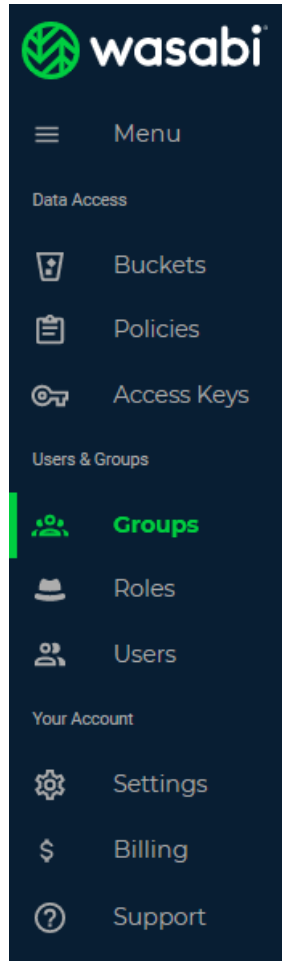 wasabi
Menu
Data Access
Buckets
Policies
Access Keys
Users & Groups
Groups
Roles
Users
Your Account
Settings
$ Billing
? Support